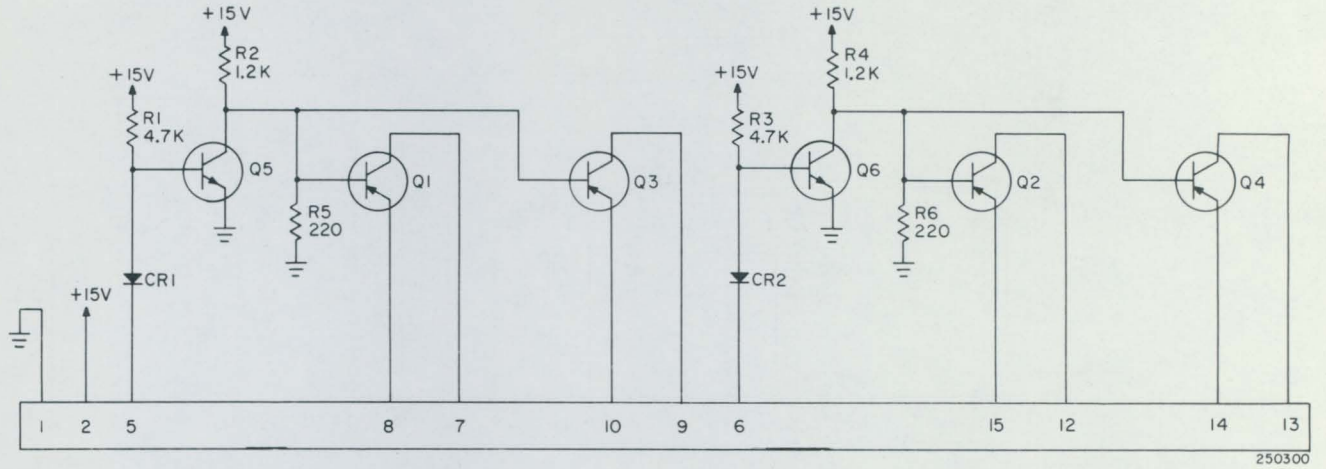 +15V
R2
1.2K
+15V
R1
4.7K
Q5
Q1
Q3
R5
220
CR1
+15V
+15V
R4
1.2K
+15V
R3
4.7K
Q6
Q2
Q4
R6
220
CR2
1 2 5 8 7 10 9 6 15 12 14 13
250300